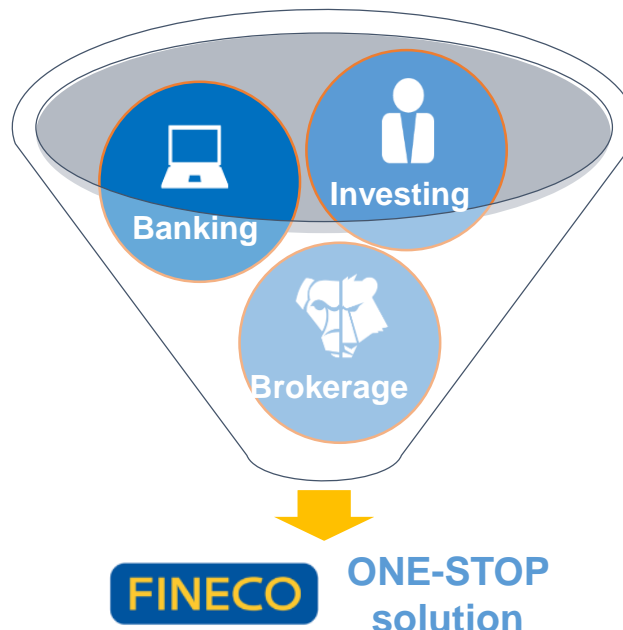 Investing
Banking
Brokerage
FINECO
ONE-STOP
solution